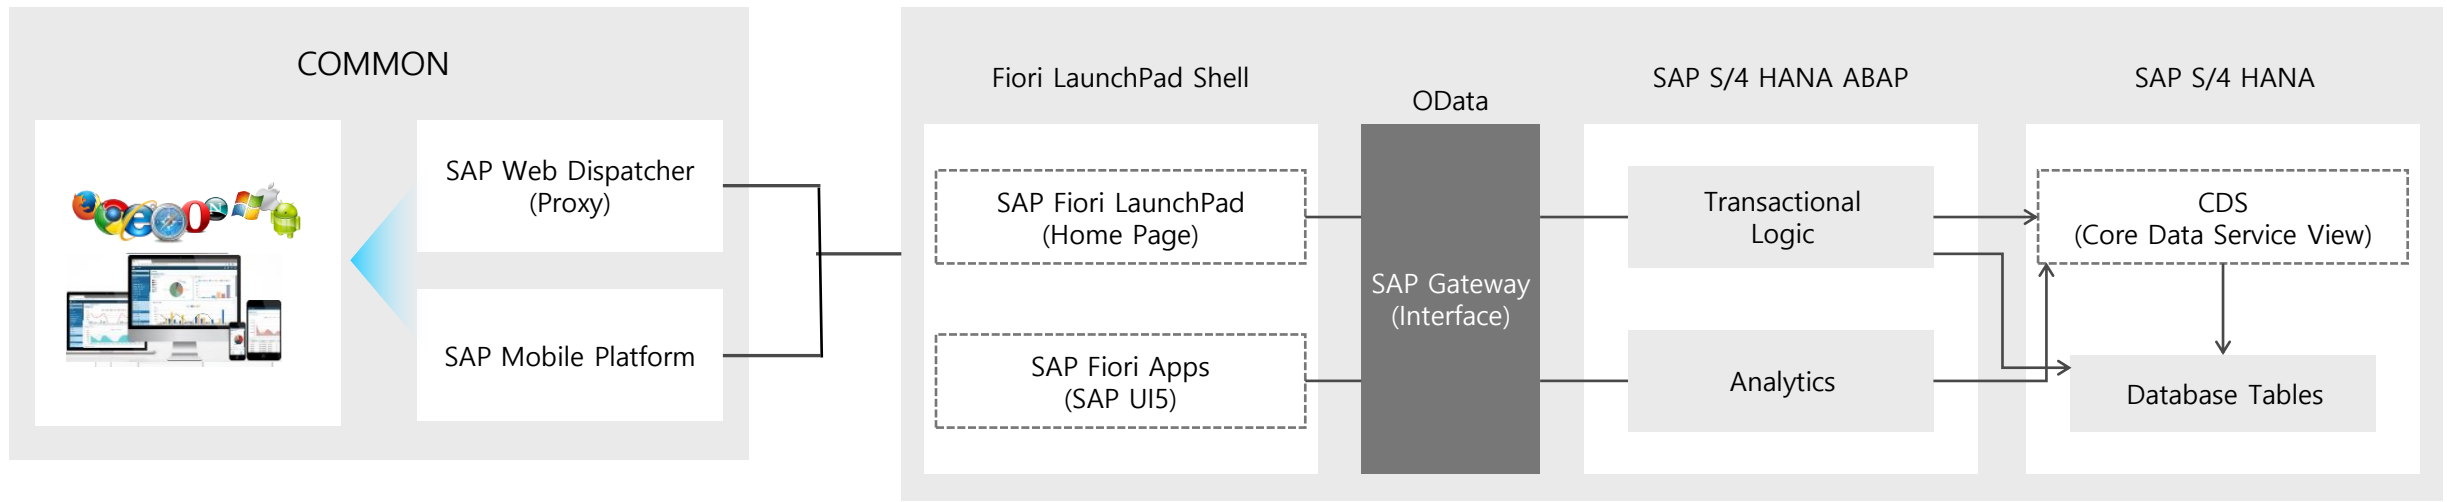 COMMON
SAP Web Dispatcher
(Proxy)
SAP Mobile Platform
Fiori LaunchPad Shell
SAP Fiori LaunchPad
(Home Page)
SAP Fiori Apps
(SAP UI5)
OData
SAP Gateway
(Interface)
SAP S/4 HANA ABAP
Transactional
Logic
Analytics
SAP S/4 HANA
CDS
(Core Data Service View)
Database Tables